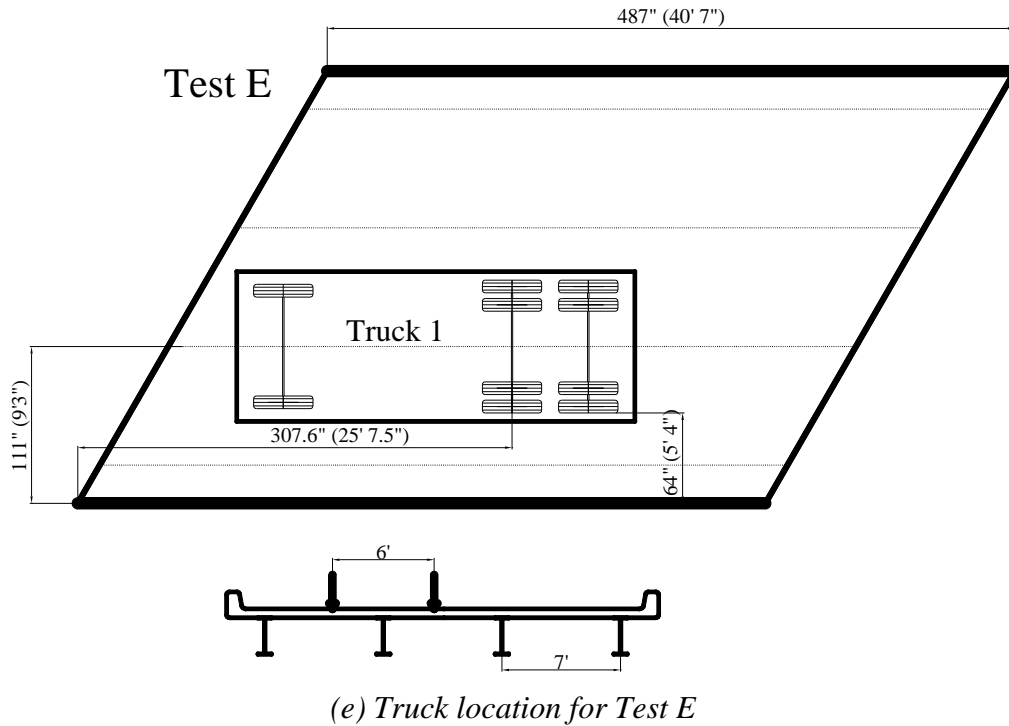 487" (40' 7")
Test E
Truck 1
111" (9'3")
307.6" (25' 7.5")
64" (5' 4")
6'
7'
(e) Truck location for Test E